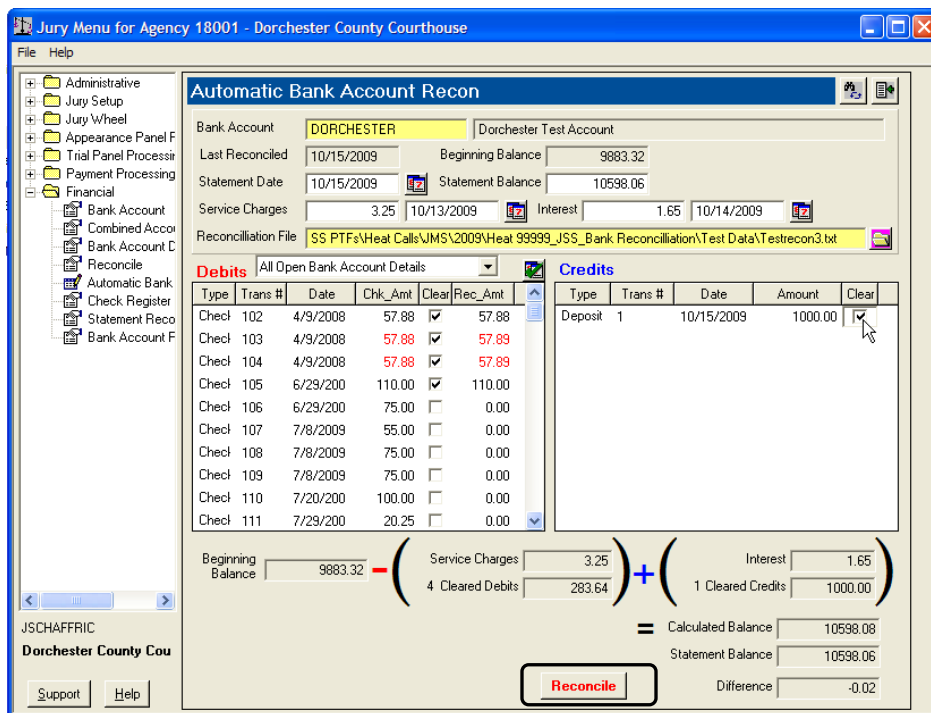 Jury Menu for Agency 18001 - Dorchester County Courthouse
File Help
Administrative
Jury Setup
Jury Wheel
Appearance Panel F
Trial Panel Processin
Payment Processing
Financial
Bank Account
Combined Accou
Bank Account D
Reconcile
Automatic Bank
Check Register
Statement Reco
Bank Account F
JSCHAFFRIC
Dorchester County Cou
Support Help
Automatic Bank Account Recon
Bank Account DORCHESTER Dorchester Test Account
Last Reconciled 10/15/2009 Beginning Balance 9883.32
Statement Date 10/15/2009 Statement Balance 10598.06
Service Charges 3.25 10/13/2009 Interest 1.65 10/14/2009
Reconcilliation File SS PTFs\Heat Calls\JMS\2009\Heat 99999_JSS_Bank Reconcilliation\Test Data\Testrecon3.txt
Debits All Open Bank Account Details
Type Trans # Date Chk_Amt Clear Rec_Amt
Check 102 4/9/2008 57.88 57.88
Check 103 4/9/2008 57.88 57.89
Check 104 4/9/2008 57.88 57.89
Check 105 6/29/200 110.00 110.00
Check 106 6/29/200 75.00 0.00
Check 107 7/8/2009 55.00 0.00
Check 108 7/8/2009 75.00 0.00
Check 109 7/8/2009 75.00 0.00
Check 110 7/20/200 100.00 0.00
Check 111 7/29/200 20.25 0.00
Credits
Type Trans # Date Amount Clear
Deposit 1 10/15/2009 1000.00
Beginning Balance 9883.32 - ( Service Charges 3.25
4 Cleared Debits 283.64 ) + ( Interest 1.65
1 Cleared Credits 1000.00 )
= Calculated Balance 10598.08
Statement Balance 10598.06
Reconcile Difference -0.02